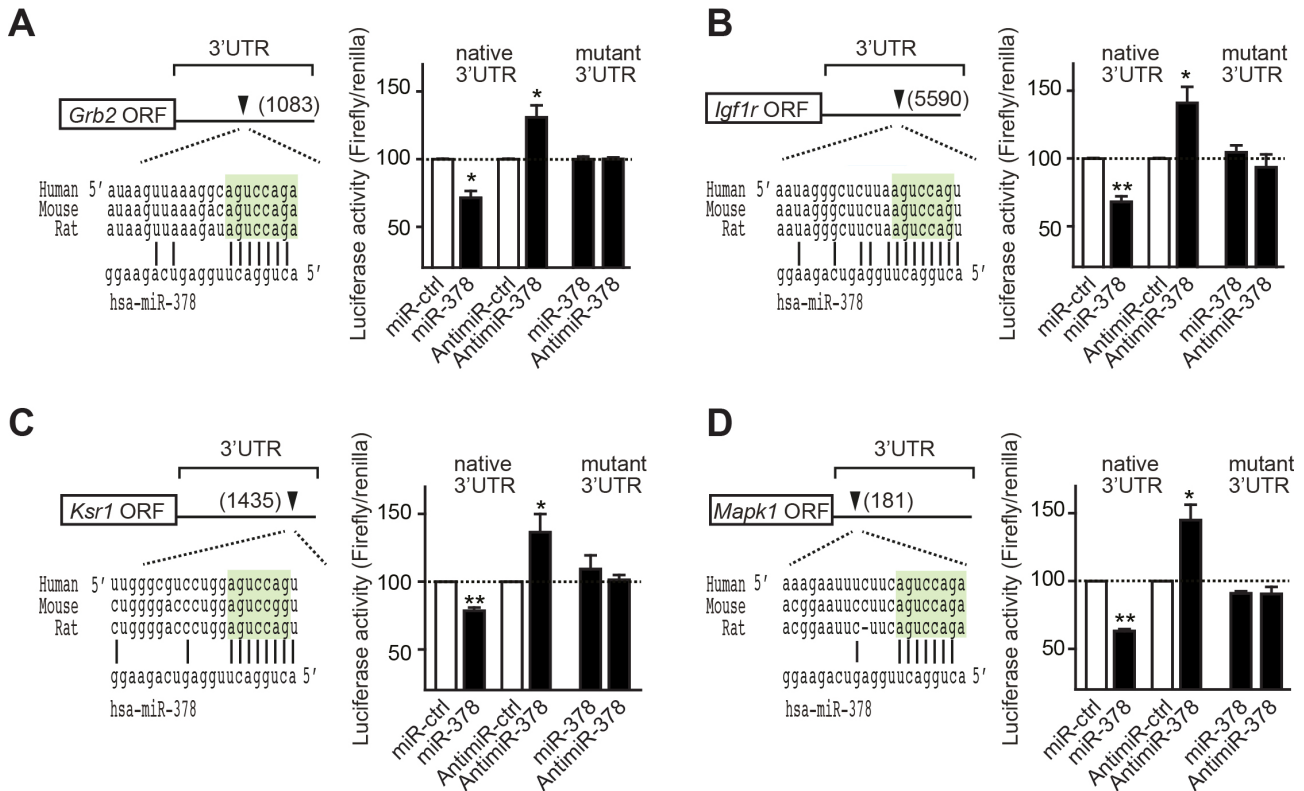 A
3'UTR
Grb2 ORF
(1083)
Human 5' auaaguuaaaggcaguccaga
Mouse auaaguuaaagacaguccaga
Rat auaaguuaaagauaguccaga
ggaagacugagguuucagguca 5'
hsa-miR-378
Luciferase activity (Firefly/renilla)
native
3'UTR
mutant
3'UTR
150
100
50
*
*
miR-ctrl
miR-378
AntimiR-ctrl
AntimiR-378
miR-378
AntimiR-378
B
3'UTR
Igf1r ORF
(5590)
Human 5' aauagggcucuuaaguccagu
Mouse aauagggcuucuaaguccagu
Rat aauagggcuucuaaguccagu
ggaagacugagguuucagguca 5'
hsa-miR-378
Luciferase activity (Firefly/renilla)
native
3'UTR
mutant
3'UTR
150
100
50
**
*
miR-ctrl
miR-378
AntimiR-ctrl
AntimiR-378
miR-378
AntimiR-378
C
3'UTR
Ksr1 ORF
(1435)
Human 5' uugggcguccuggaguccagu
Mouse cuggggacccuggaguccggu
Rat cuggggacccuggaguccagu
ggaagacugagguucagguca 5'
hsa-miR-378
Luciferase activity (Firefly/renilla)
native
3'UTR
mutant
3'UTR
150
100
50
**
*
miR-ctrl
miR-378
AntimiR-ctrl
AntimiR-378
miR-378
AntimiR-378
D
3'UTR
Mapk1 ORF
(181)
Human 5' aaagaauuucuucaguccaga
Mouse acggaauuccuucaguccaga
Rat acggaauuc-uucaguccaga
ggaagacugagguuucagguca 5'
hsa-miR-378
Luciferase activity (Firefly/renilla)
native
3'UTR
mutant
3'UTR
150
100
50
**
*
miR-ctrl
miR-378
AntimiR-ctrl
AntimiR-378
miR-378
AntimiR-378